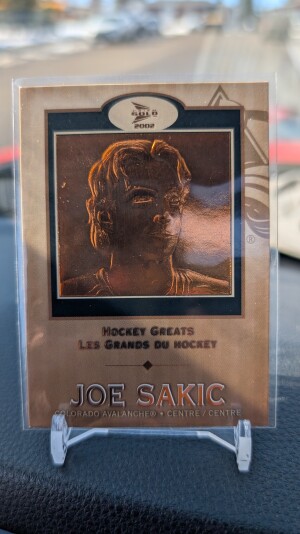 GOLD
2002
HOCKEY GREATS
LES GRANDS DU HOCKEY
JOE SAKIC
COLORADO AVALANCHE® • CENTRE / CENTRE
®